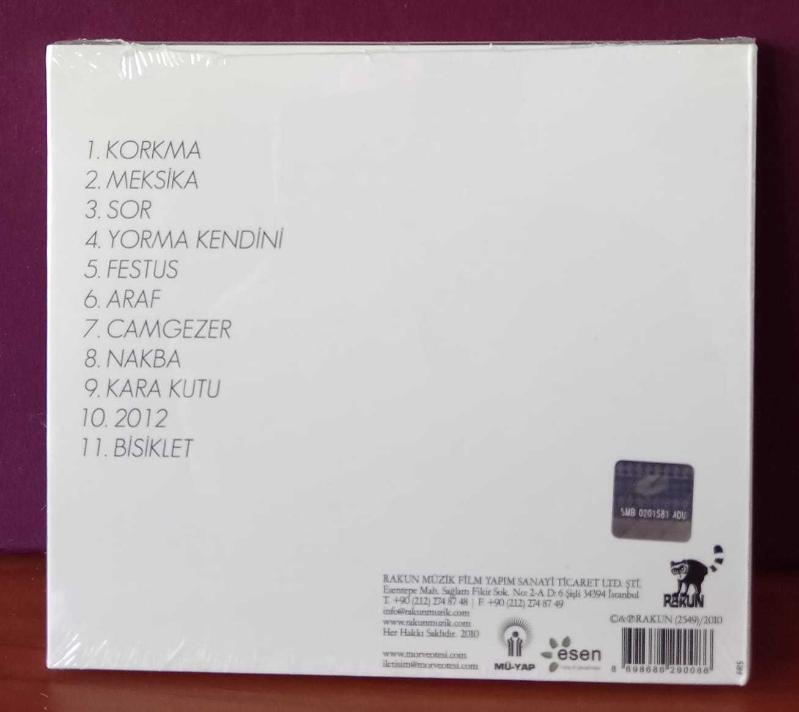 1. KORKMA
2. MEKSİKA
3. SOR
4. YORMA KENDİNİ
5. FESTUS
6. ARAF
7. CAMGEZER
8. NAKBA
9. KARA KUTU
10. 2012
11. BİSİKLET
SMB 0201581 ADU
RAKUN MÜZİK FİLM YAPIM SANAYİ TİCARET LTD. ŞTİ.
Esentepe Mah. Sağlam Fikir Sok. No: 2-A D: 6 Şişli 34394 İstanbul
T. +90 (212) 274 87 48 | F. +90 (212) 274 87 49
info@rakunmuzik.com
www.rakunmuzik.com
Her Hakkı Saklıdır. 2010
www.morveotesi.com
iletisim@morveotesi.com
MÜ-YAP
esen
RAKUN
©&℗RAKUN (2549)/2010
8 698688 290086